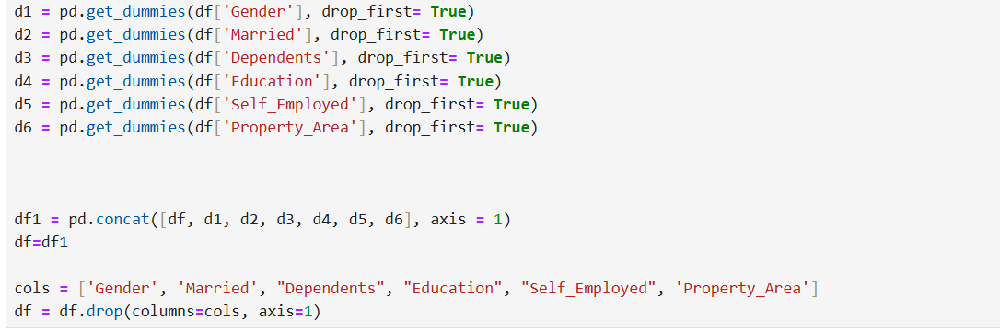 d1 = pd.get_dummies(df['Gender'], drop_first= True)
d2 = pd.get_dummies(df['Married'], drop_first= True)
d3 = pd.get_dummies(df['Dependents'], drop_first= True)
d4 = pd.get_dummies(df['Education'], drop_first= True)
d5 = pd.get_dummies(df['Self_Employed'], drop_first= True)
d6 = pd.get_dummies(df['Property_Area'], drop_first= True)
df1 = pd.concat([df, d1, d2, d3, d4, d5, d6], axis = 1)
df=df1
cols = ['Gender', 'Married', "Dependents", "Education", "Self_Employed", 'Property_Area']
df = df.drop(columns=cols, axis=1)